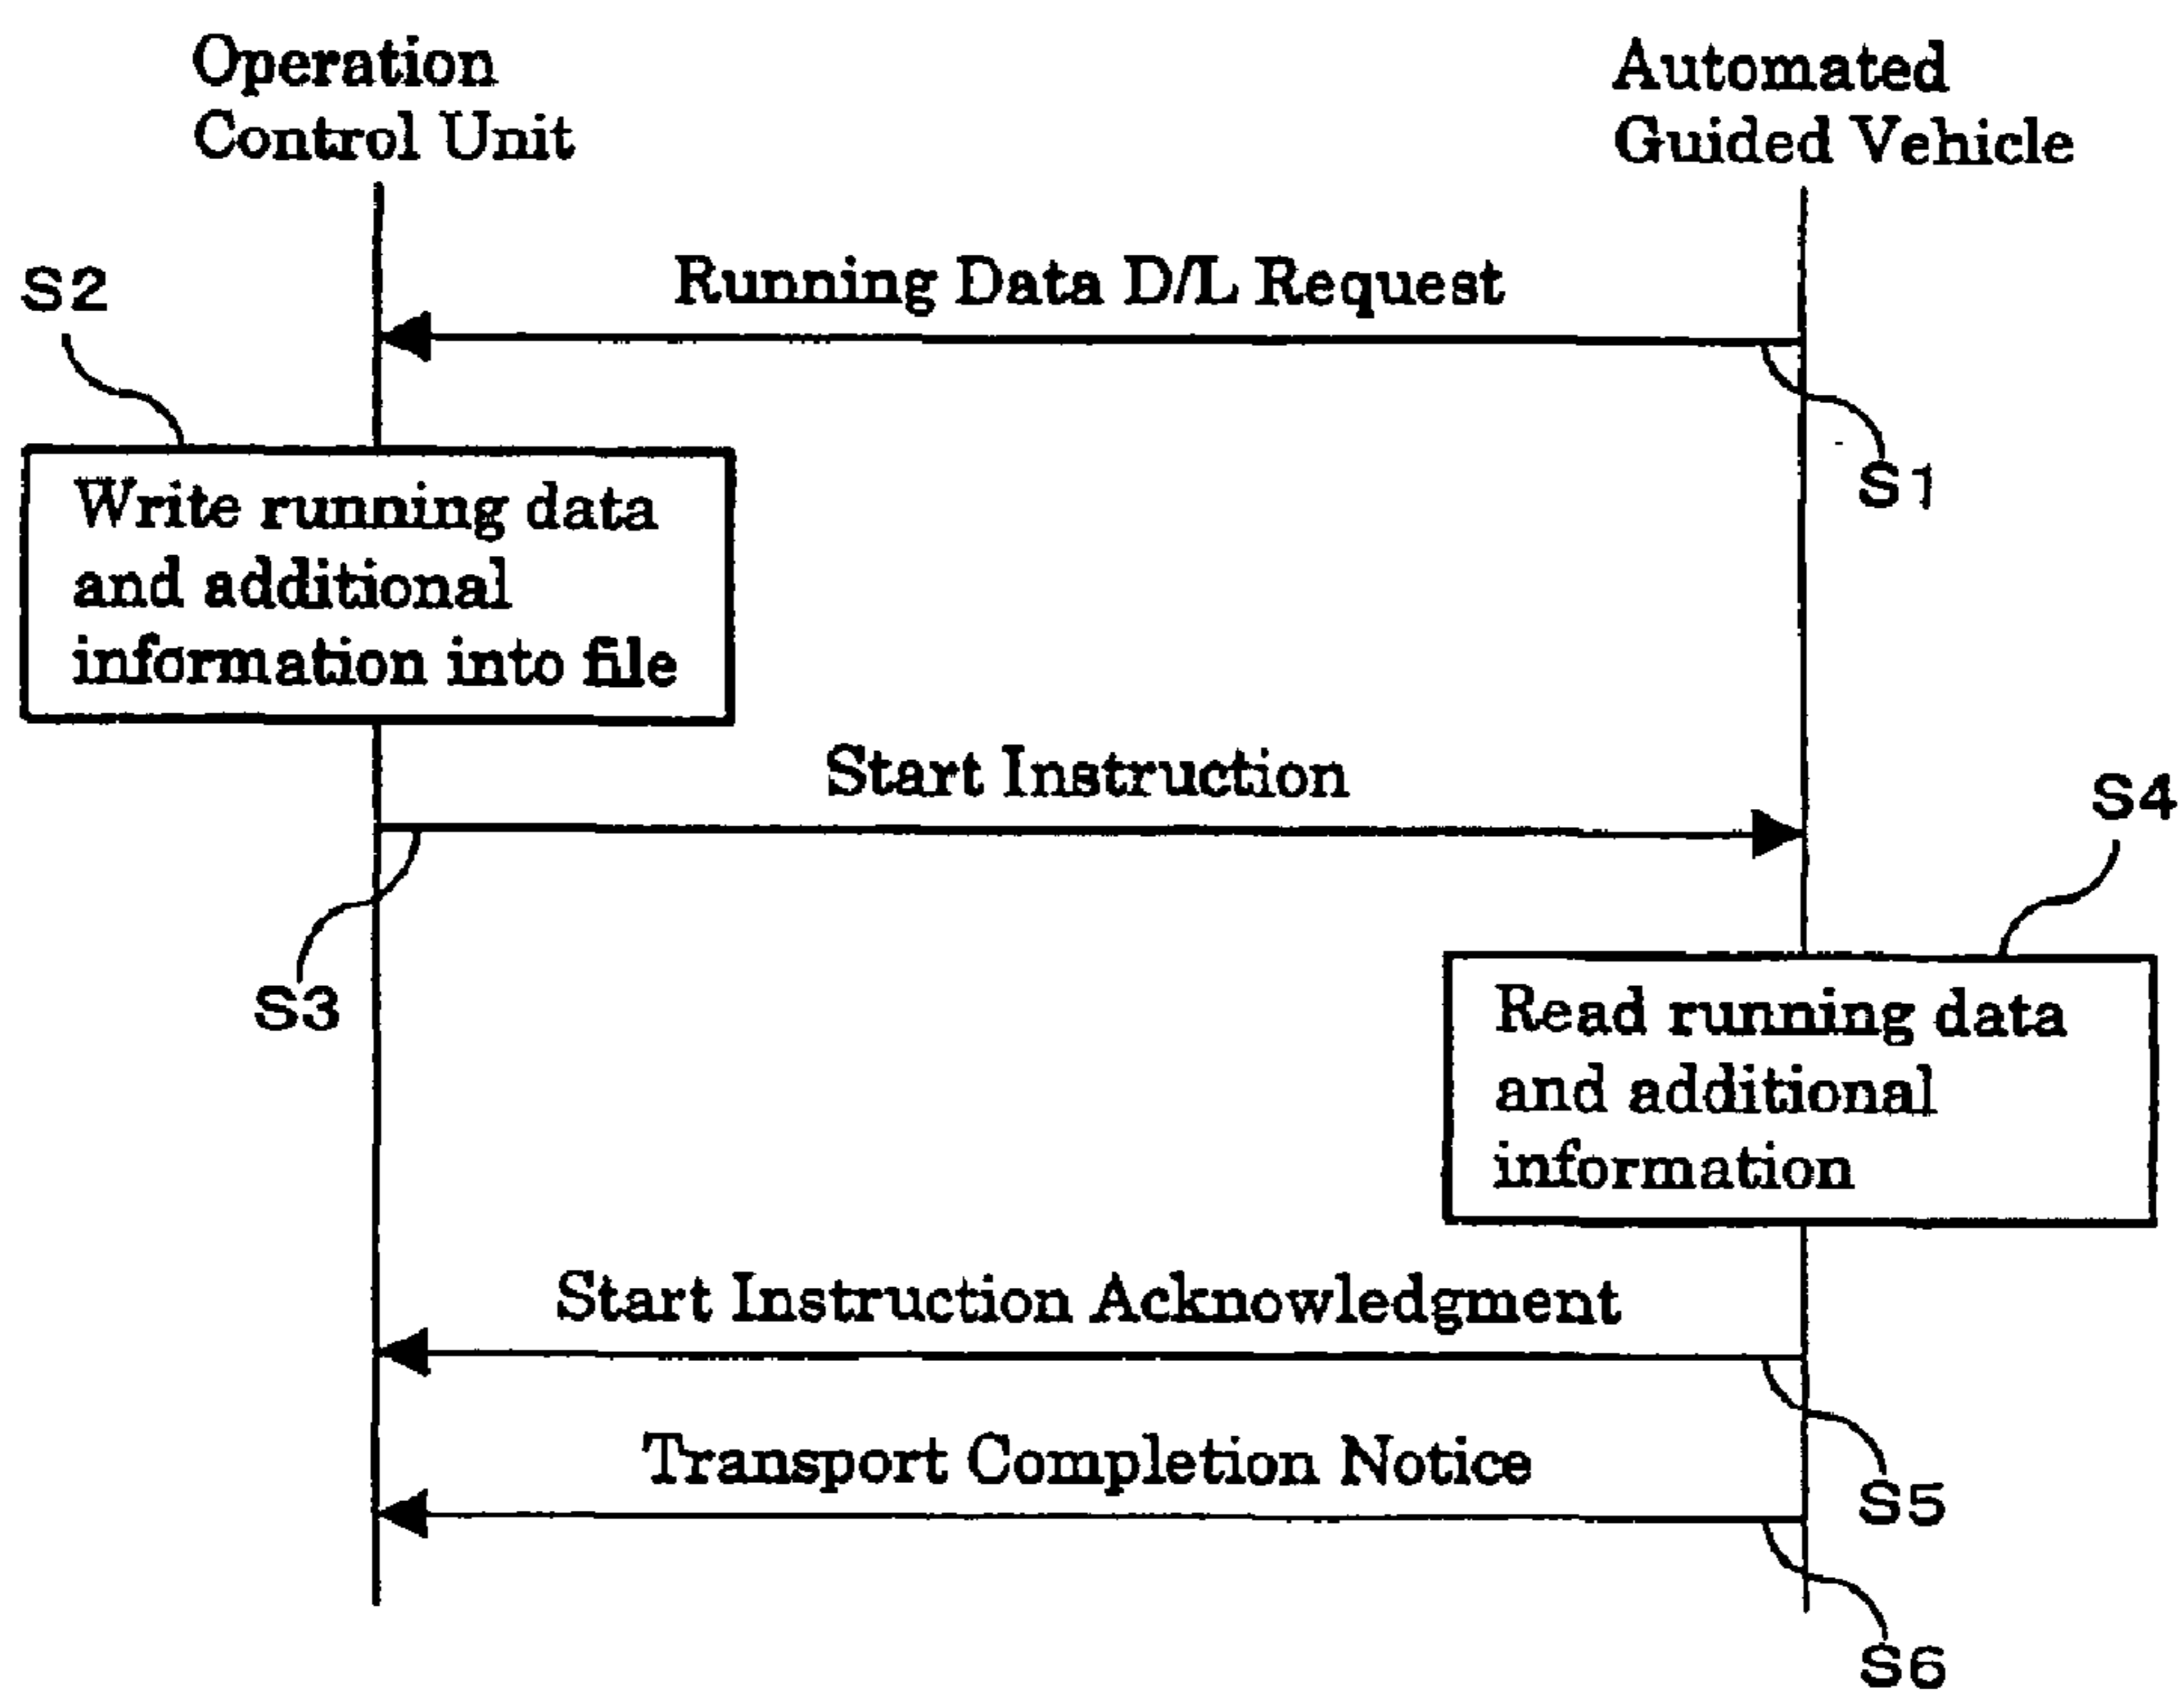 Operation
Control Unit
Automated
Guided Vehicle
Running Data D/L Request
S2
S1
Write running data
and additional
information into file
Start Instruction
S4
S3
Read running data
and additional
information
Start Instruction Acknowledgment
Transport Completion Notice
S5
S6